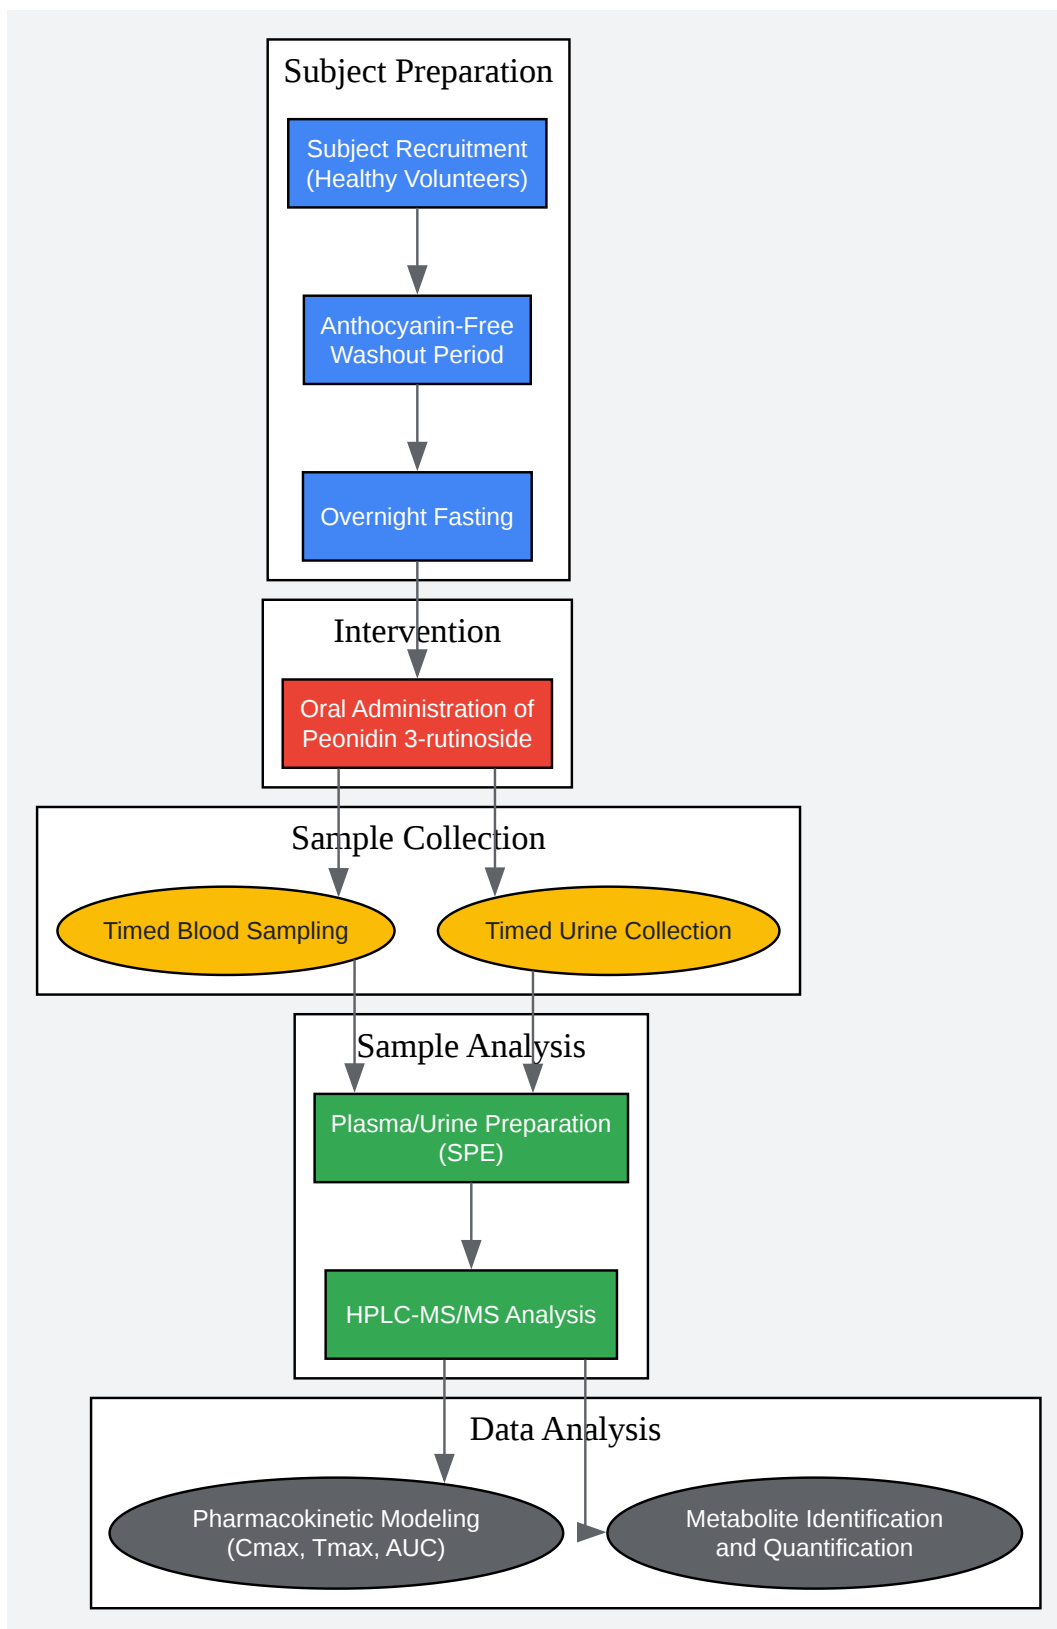 Subject Preparation
Subject Recruitment
(Healthy Volunteers)
Anthocyanin-Free
Washout Period
Overnight Fasting
Intervention
Oral Administration of
Peonidin 3-rutinoside
Sample Collection
Timed Blood Sampling
Timed Urine Collection
Sample Analysis
Plasma/Urine Preparation
(SPE)
HPLC-MS/MS Analysis
Data Analysis
Pharmacokinetic Modeling
(Cmax, Tmax, AUC)
Metabolite Identification
and Quantification